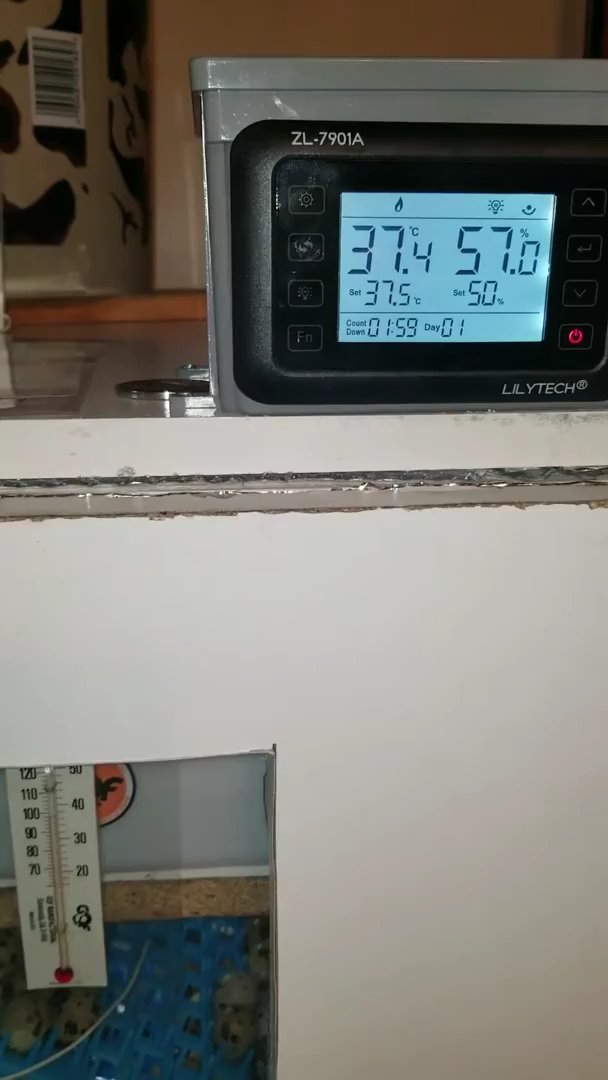 ZL-7901A
37.4 °C 57.0 %
Set 37.5 °C Set 50 %
Count Down 01:59 Day 01
Fn
LILYTECH®
120 50
110
100 40
90
80 30
70 20